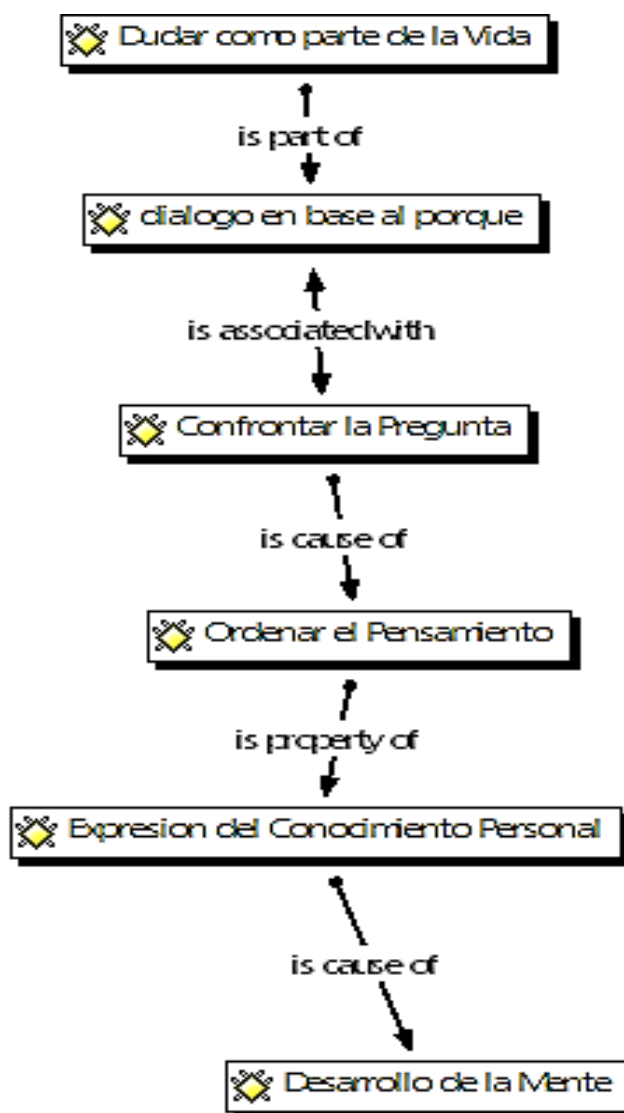 Dudar como parte de la Vida
is part of
dialogo en base al porque
is associated with
Confrontar la Pregunta
is cause of
Ordenar el Pensamiento
is property of
Expresion del Conocimiento Personal
is cause of
Desarrollo de la Mente